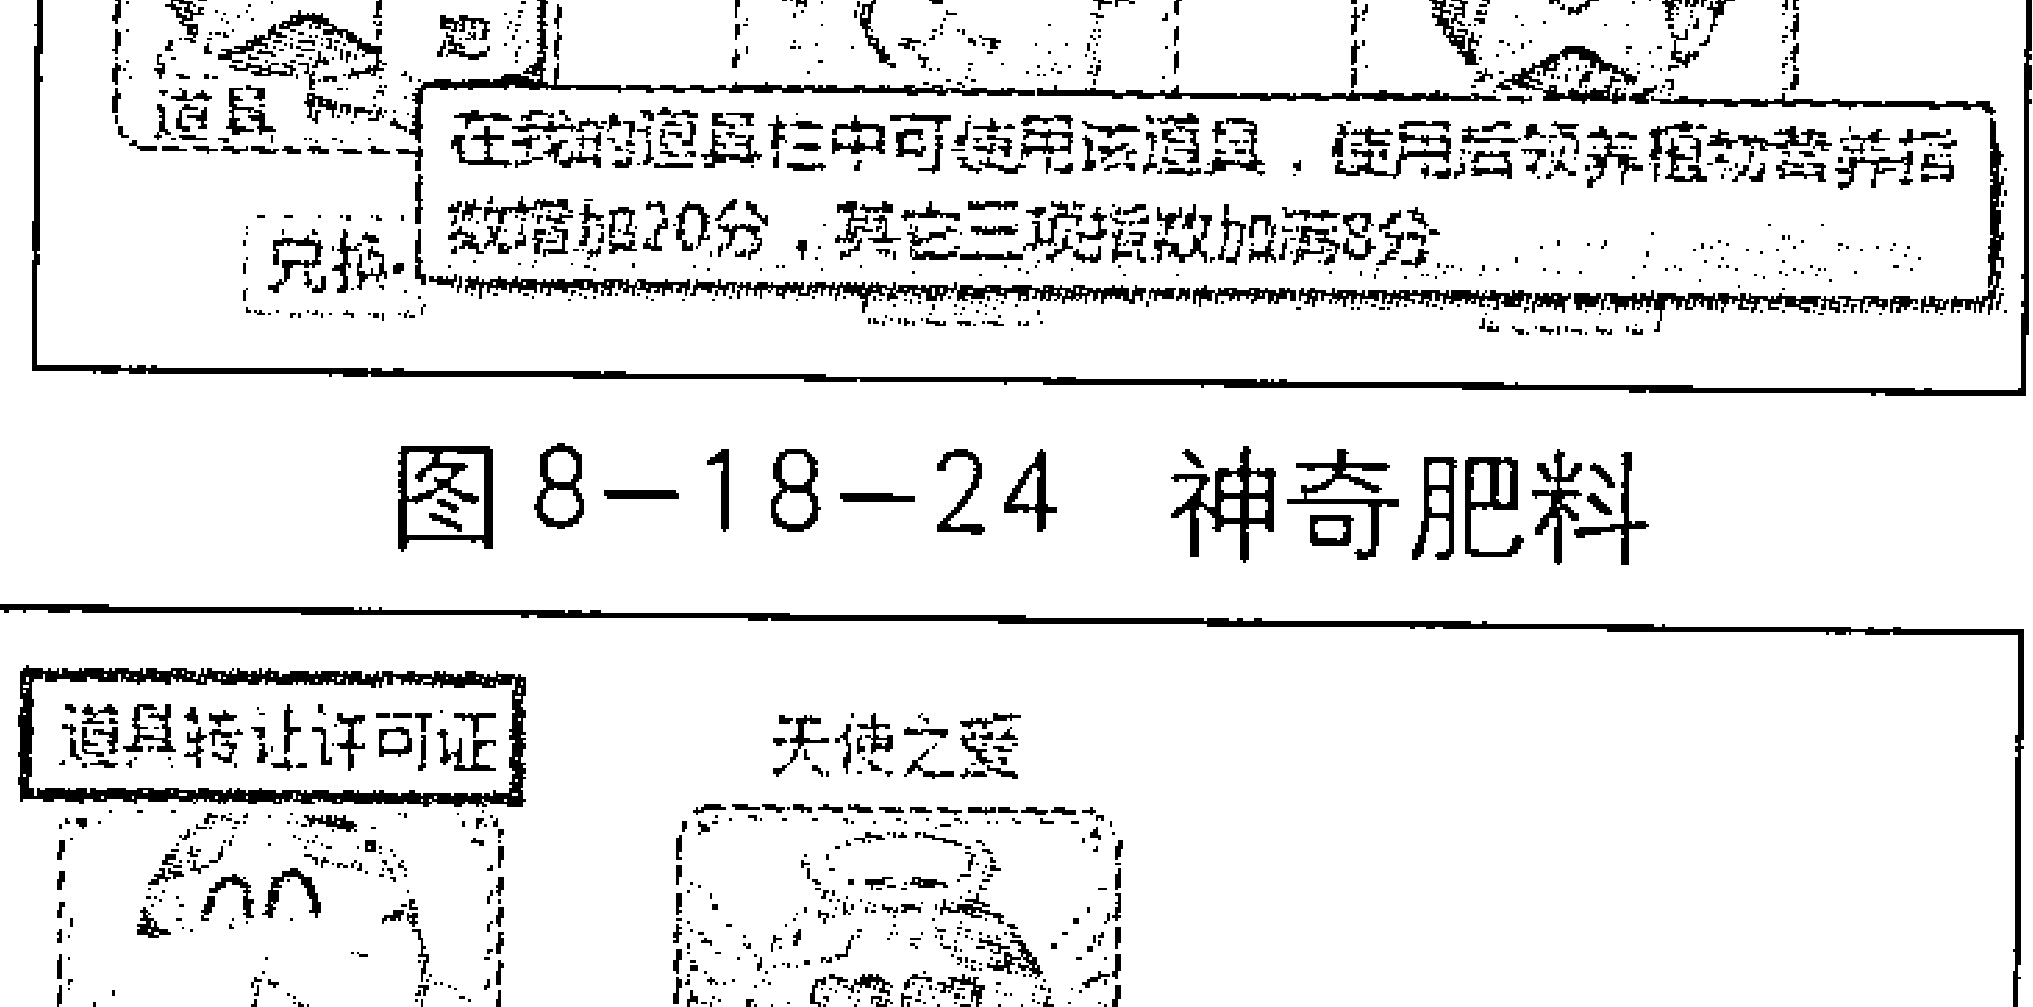 道具
在我的道具栏中可使用该道具，使用后领养植物营养指
数增加20分，其它三项指数加满8分
兑换
图8-18-24 神奇肥料
道具转让许可证
天使之爱